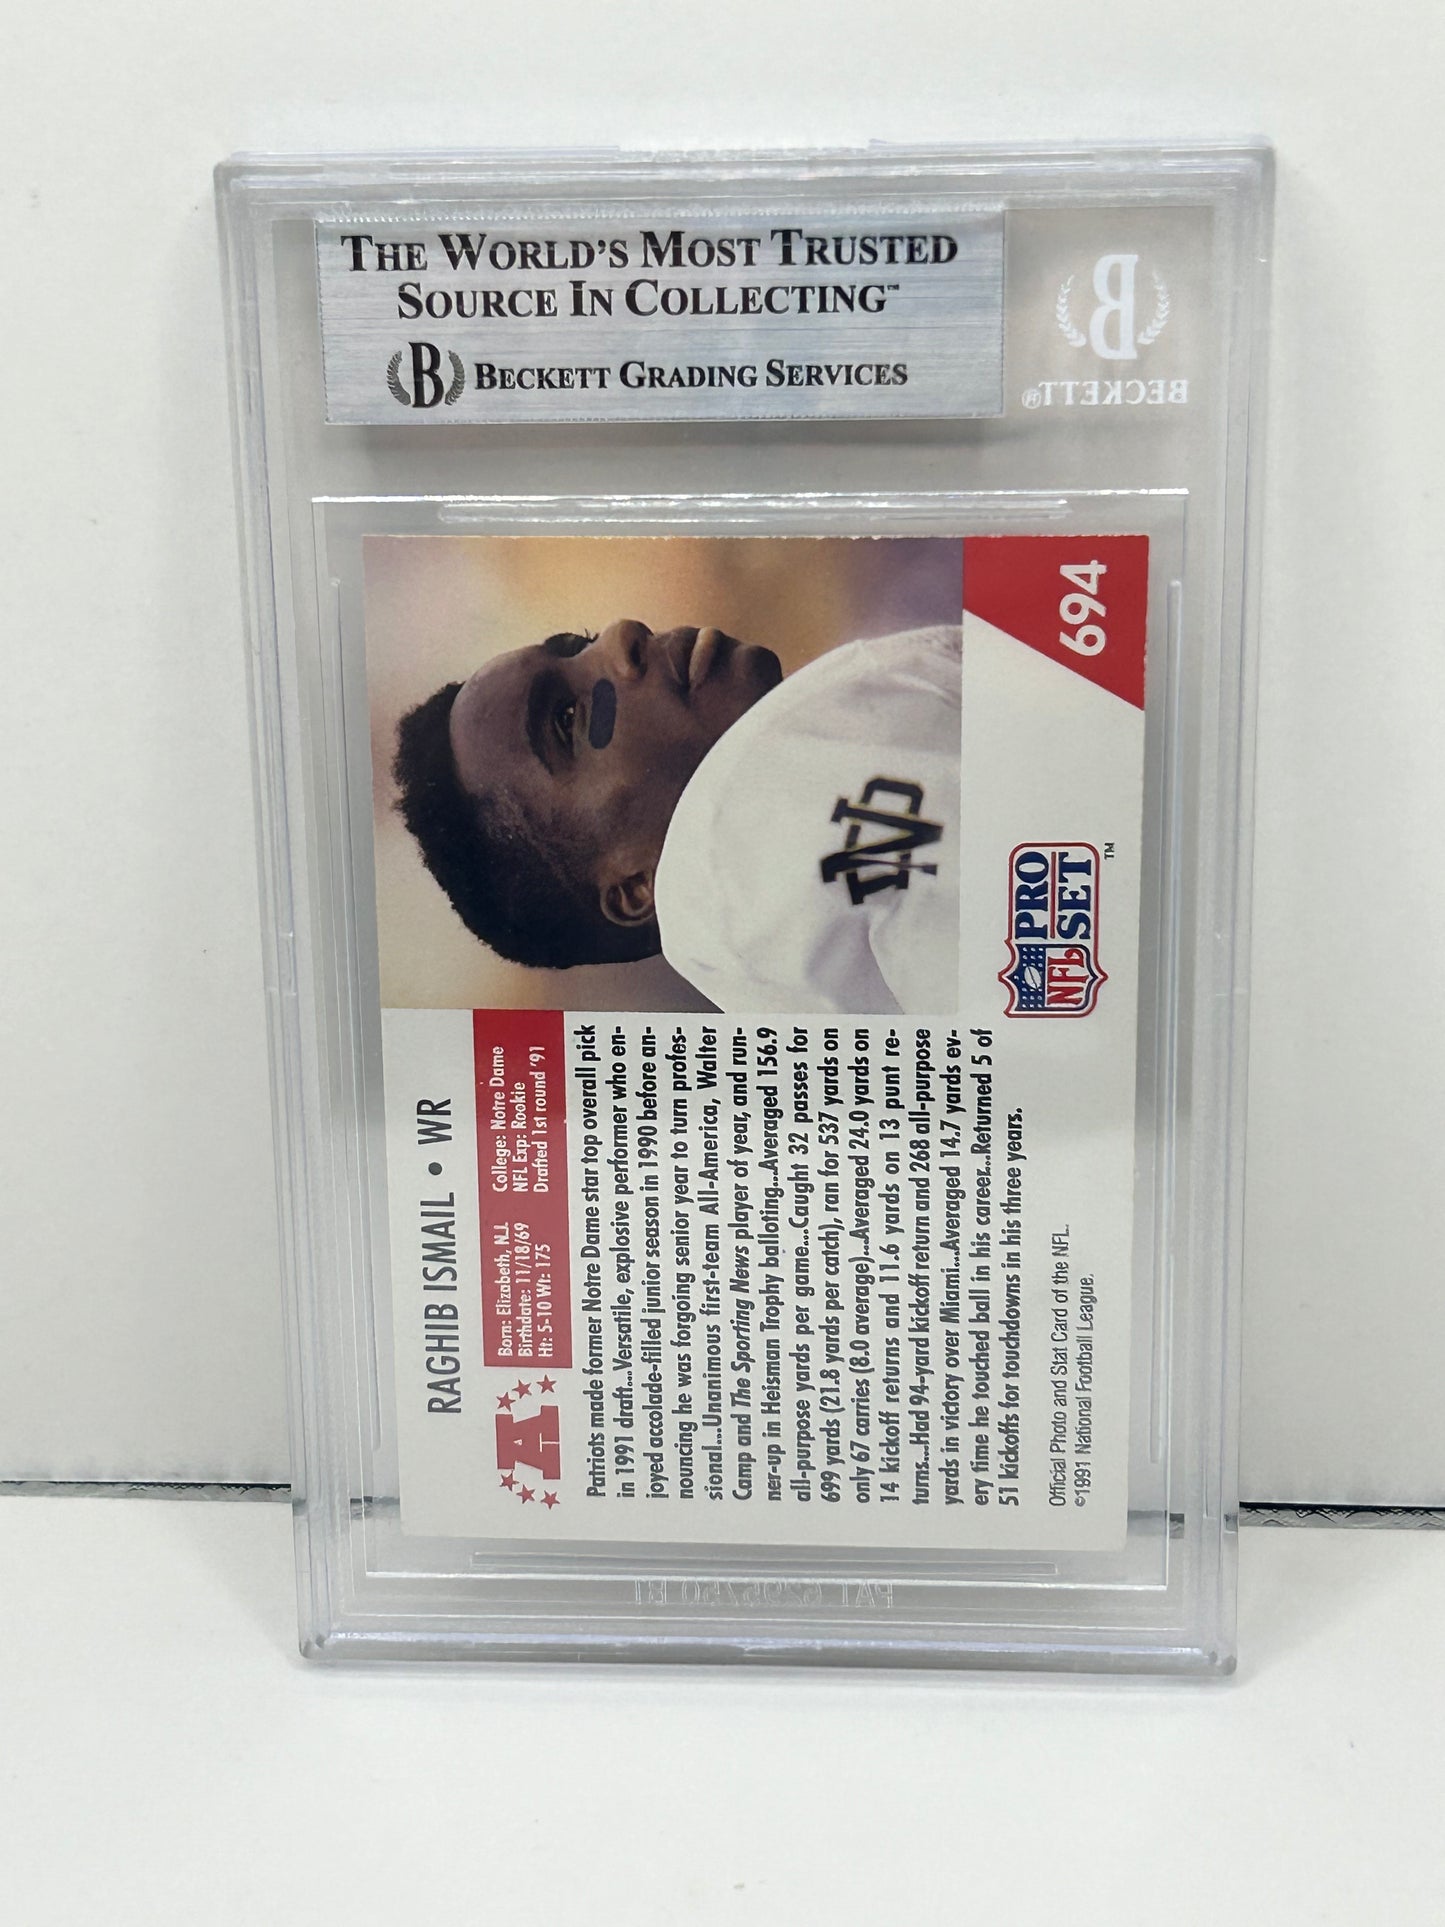 THE WORLD'S MOST TRUSTED
SOURCE IN COLLECTING™
B BECKETT GRADING SERVICES
B
BECKETT®
RAGHIB ISMAIL • WR
A
Born: Elizabeth, N.J.
Birthdate: 11/18/69
Ht: 5-10 Wt: 175
College: Notre Dame
NFL Exp: Rookie
Drafted 1st round '91
Patriots made former Notre Dame star top overall pick
in 1991 draft...Versatile, explosive performer who en-
joyed accolade-filled junior season in 1990 before an-
nouncing he was forgoing senior year to turn profes-
sional...Unanimous first-team All-America, Walter
Camp and The Sporting News player of year, and run-
ner-up in Heisman Trophy balloting...Averaged 156.9
all-purpose yards per game...Caught 32 passes for
699 yards (21.8 yards per catch), ran for 537 yards on
only 67 carries (8.0 average)...Averaged 24.0 yards on
14 kickoff returns and 11.6 yards on 13 punt re-
turns...Had 94-yard kickoff return and 268 all-purpose
yards in victory over Miami...Averaged 14.7 yards ev-
ery time he touched ball in his career...Returned 5 of
51 kickoffs for touchdowns in his three years.
Official Photo and Stat Card of the NFL.
©1991 National Football League.
ND
NFL PRO SET™
694